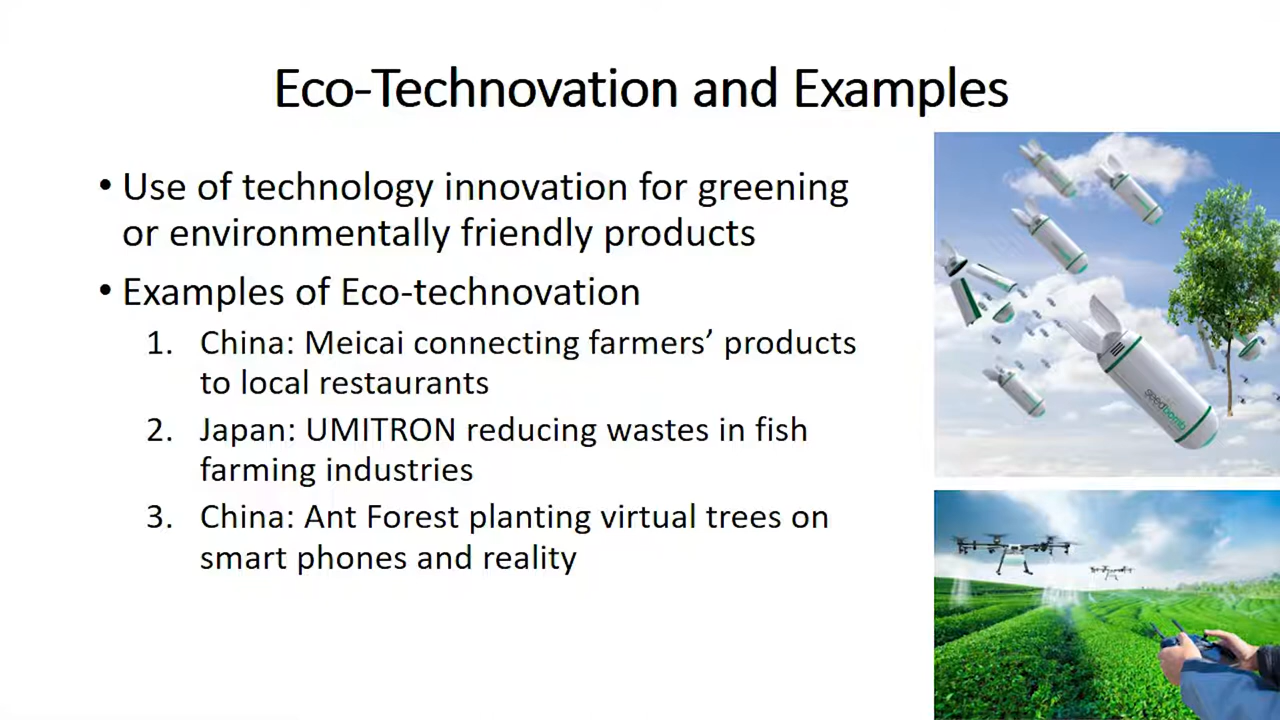 Eco-Technovation and Examples
• Use of technology innovation for greening
or environmentally friendly products
• Examples of Eco-technovation
1. China: Meicai connecting farmers’ products
to local restaurants
2. Japan: UMITRON reducing wastes in fish
farming industries
3. China: Ant Forest planting virtual trees on
smart phones and reality
seedbomb